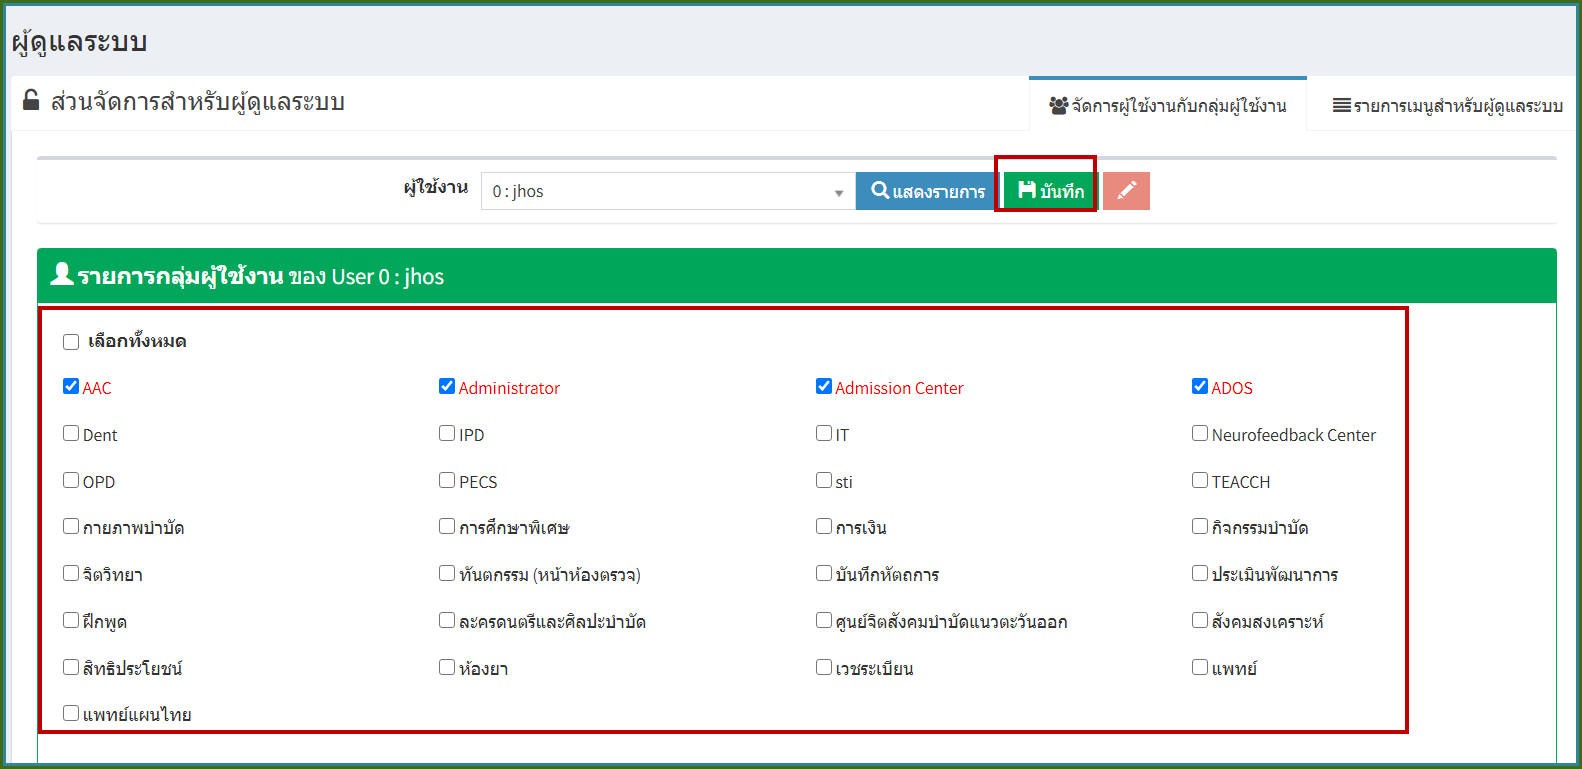 ผู้ดูแลระบบ
ส่วนจัดการสำหรับผู้ดูแลระบบ
จัดการผู้ใช้งานกับกลุ่มผู้ใช้งาน
รายการเมนูสำหรับผู้ดูแลระบบ
ผู้ใช้งาน 0 : jhos แสดงรายการ บันทึก
รายการกลุ่มผู้ใช้งาน ของ User 0 : jhos
เลือกทั้งหมด
AAC Administrator Admission Center ADOS
Dent IPD IT Neurofeedback Center
OPD PECS sti TEACCH
กายภาพบำบัด การศึกษาพิเศษ การเงิน กิจกรรมบำบัด
จิตวิทยา ทันตกรรม (หน้าห้องตรวจ) บันทึกหัตถการ ประเมินพัฒนาการ
ฝึกพูด ละครดนตรีและศิลปะบำบัด ศูนย์จิตสังคมบำบัดแนวตะวันออก สังคมสงเคราะห์
สิทธิประโยชน์ ห้องยา เวชระเบียน แพทย์
แพทย์แผนไทย